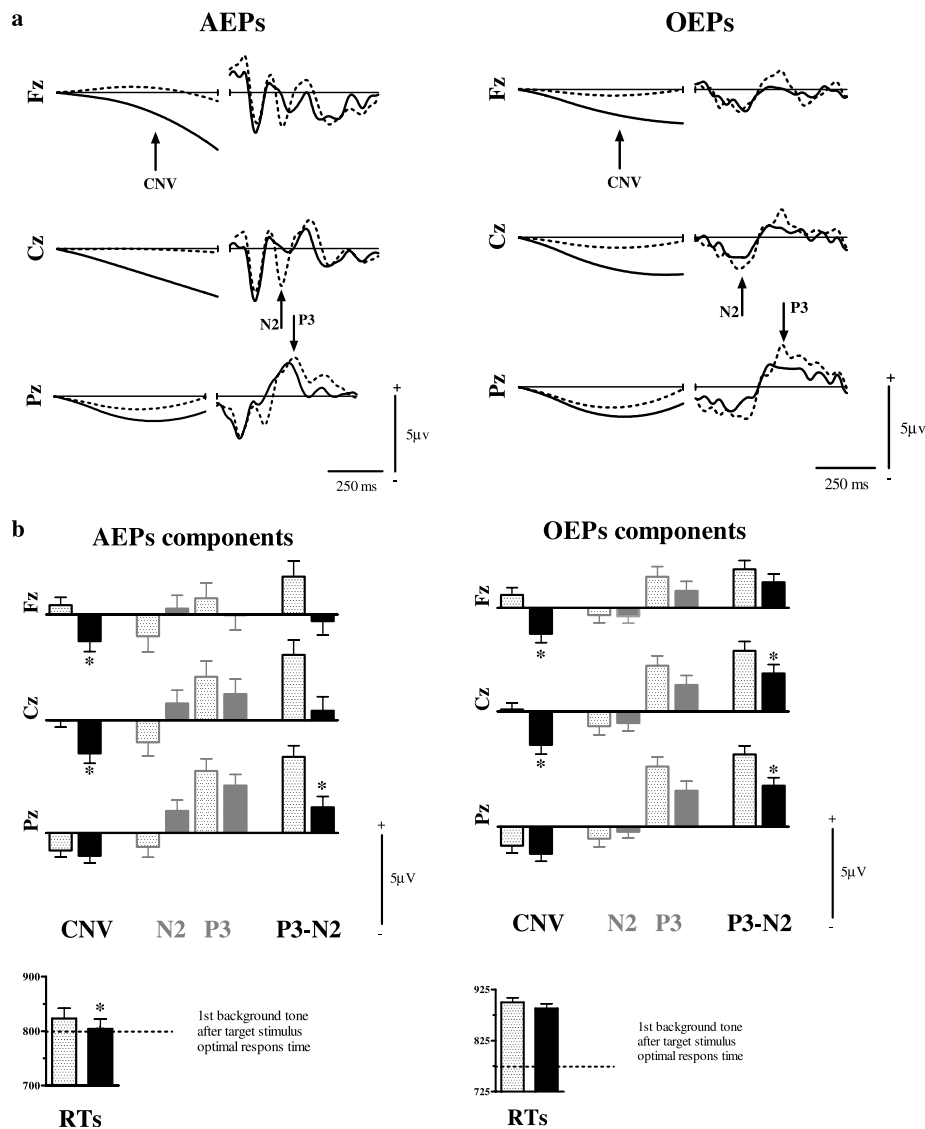 a
AEPs
OEPs
Fz
CNV
Fz
CNV
Cz
N2
P3
Cz
N2
P3
Pz
+
5µv
-
250 ms
Pz
+
5µv
-
250 ms
b
AEPs components
OEPs components
Fz
*
Fz
*
Cz
*
Cz
*
*
Pz
*
+
5µV
-
Pz
*
+
5µV
-
CNV N2 P3 P3-N2
CNV N2 P3 P3-N2
900
800
700
*
1st background tone
after target stimulus
optimal respons time
RTs
925
825
725
1st background tone
after target stimulus
optimal respons time
RTs